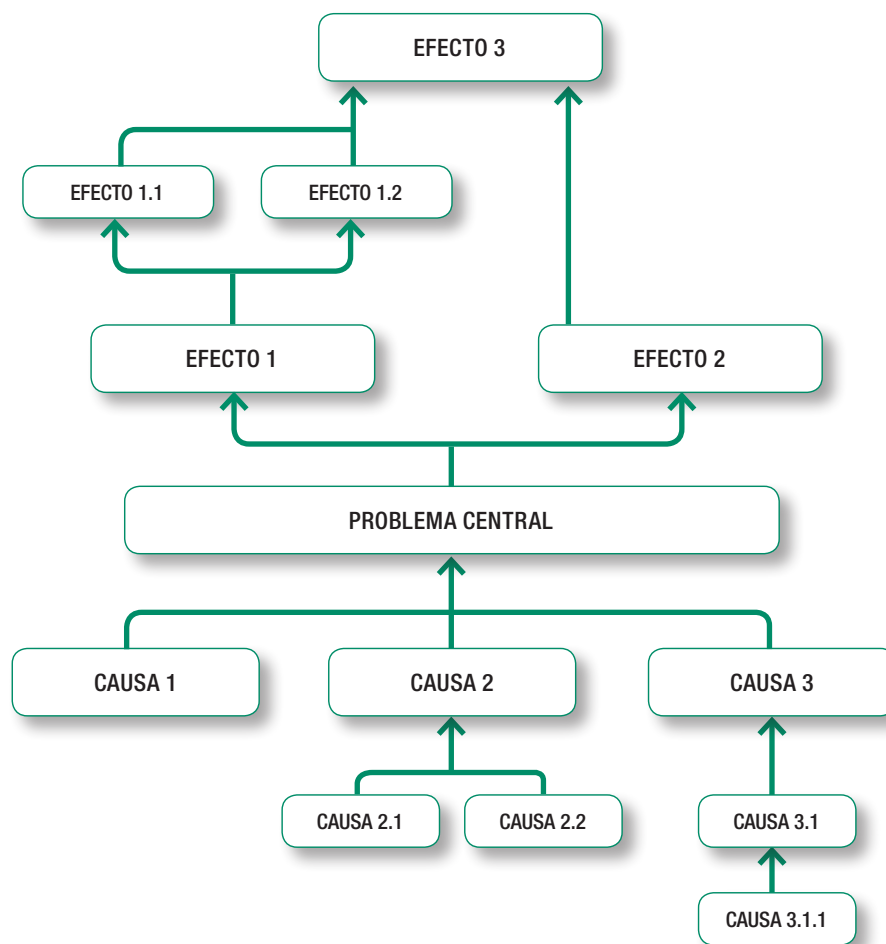 EFECTO 3
EFECTO 1.1
EFECTO 1.2
EFECTO 1
EFECTO 2
PROBLEMA CENTRAL
CAUSA 1
CAUSA 2
CAUSA 3
CAUSA 2.1
CAUSA 2.2
CAUSA 3.1
CAUSA 3.1.1